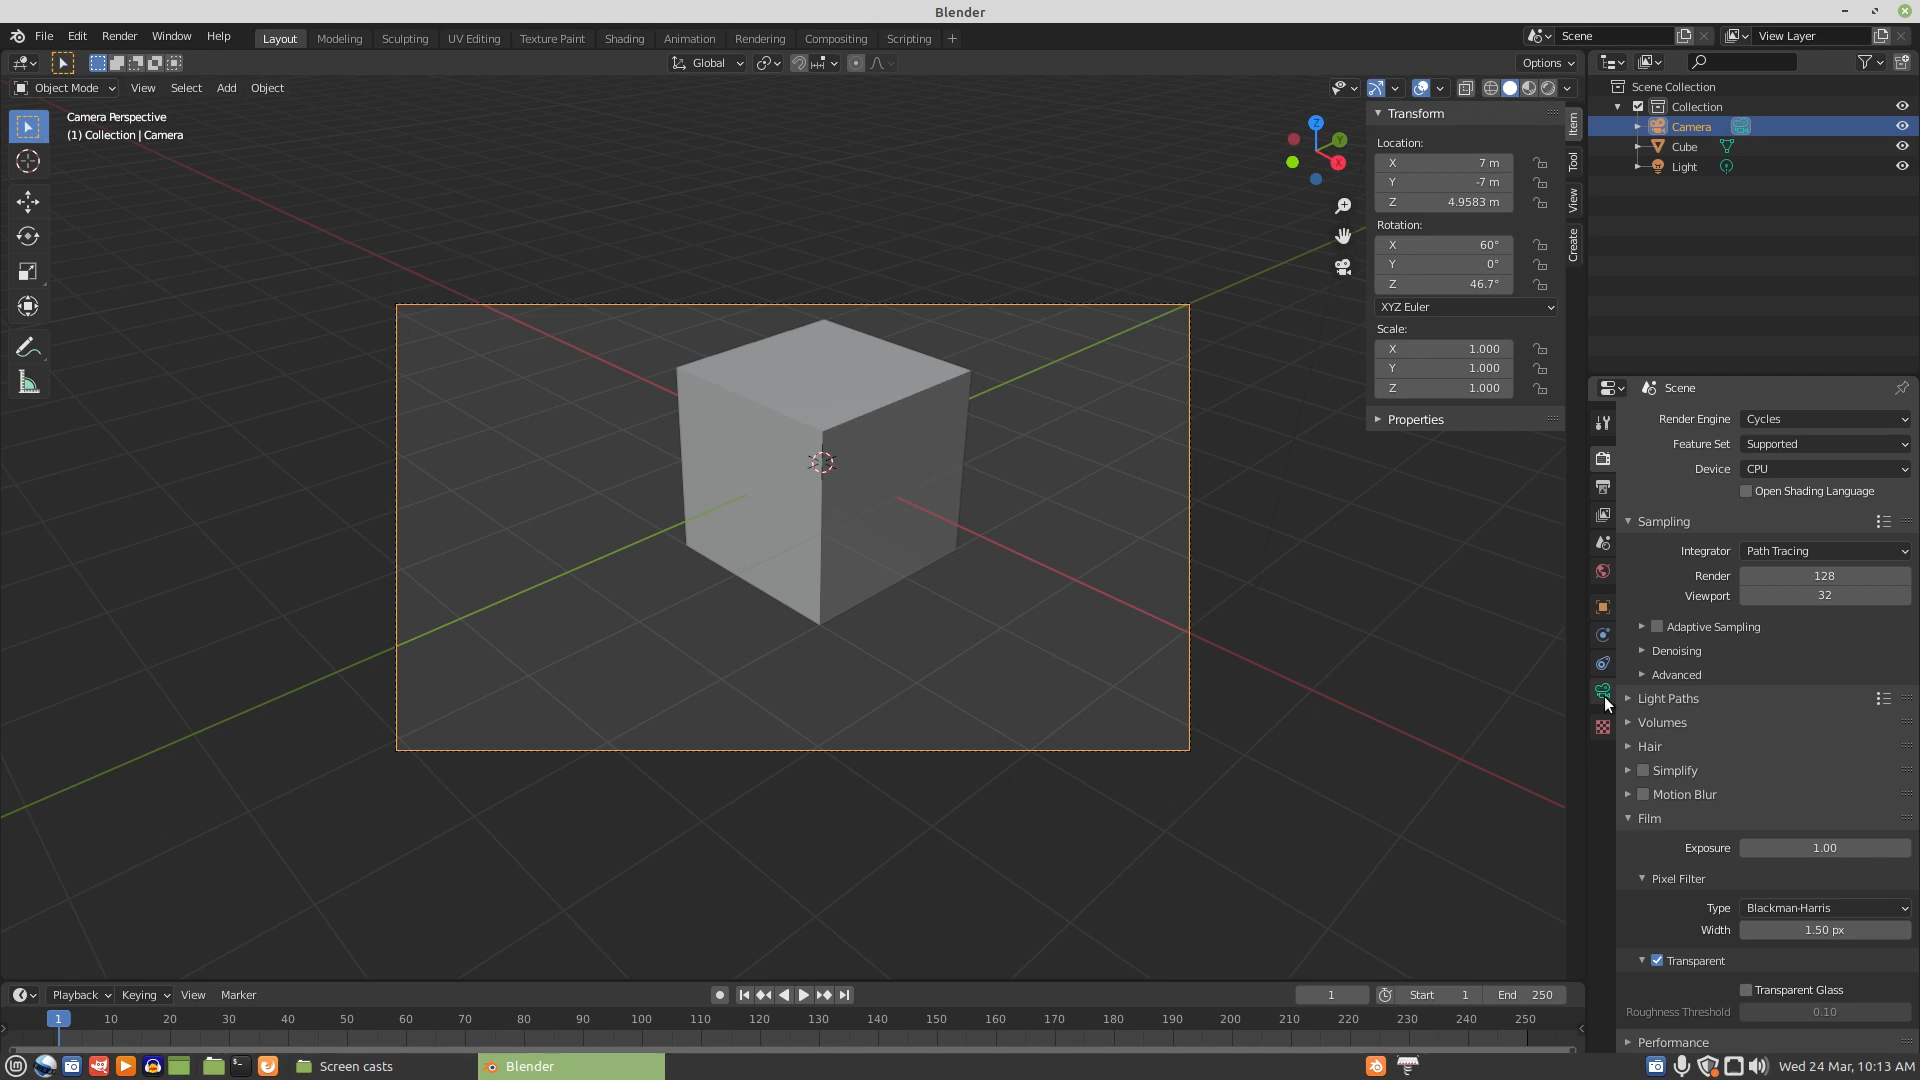 Blender
File Edit Render Window Help
Layout Modeling Sculpting UV Editing Texture Paint Shading Animation Rendering Compositing Scripting +
Scene
View Layer
Global
Options
Object Mode View Select Add Object
Camera Perspective
(1) Collection | Camera
Z
Y
X
Transform
Location:
X 7 m
Y -7 m
Z 4.9583 m
Rotation:
X 60°
Y 0°
Z 46.7°
XYZ Euler
Scale:
X 1.000
Y 1.000
Z 1.000
Properties
Item
Tool
View
Create
Scene Collection
Collection
Camera
Cube
Light
Scene
Render Engine Cycles
Feature Set Supported
Device CPU
Open Shading Language
Sampling
Integrator Path Tracing
Render 128
Viewport 32
Adaptive Sampling
Denoising
Advanced
Light Paths
Volumes
Hair
Simplify
Motion Blur
Film
Exposure 1.00
Pixel Filter
Type Blackman-Harris
Width 1.50 px
Transparent
Transparent Glass
Roughness Threshold 0.10
Performance
Playback Keying View Marker
1 Start 1 End 250
1 10 20 30 40 50 60 70 80 90 100 110 120 130 140 150 160 170 180 190 200 210 220 230 240 250
Screen casts
Blender
Wed 24 Mar, 10:13 AM